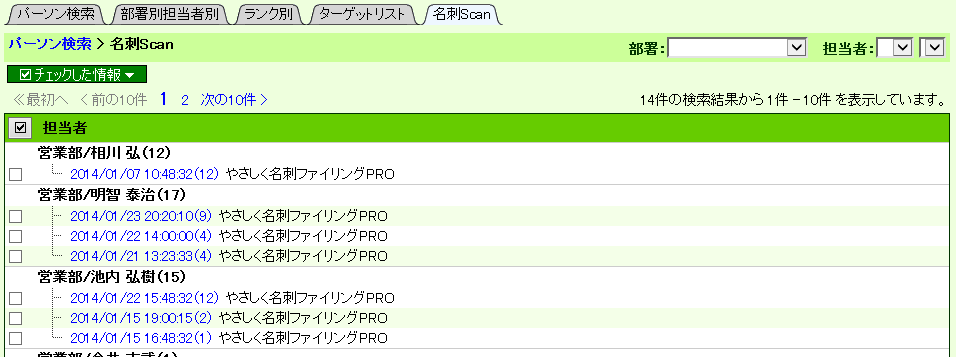 パーソン検索 部署別担当者別 ランク別 ターゲットリスト 名刺Scan
パーソン検索 > 名刺Scan 部署: 担当者:
チェックした情報▼
≪最初へ <前の10件 1 2 次の10件 > 14件の検索結果から 1件 － 10件 を表示しています。
担当者
営業部/相川 弘(12)
2014/01/07 10:48:32(12) やさしく名刺ファイリングPRO
営業部/明智 泰治(17)
2014/01/23 20:20:10(9) やさしく名刺ファイリングPRO
2014/01/22 14:00:00(4) やさしく名刺ファイリングPRO
2014/01/21 13:23:33(4) やさしく名刺ファイリングPRO
営業部/池内 弘樹(15)
2014/01/22 15:48:32(12) やさしく名刺ファイリングPRO
2014/01/15 19:00:15(2) やさしく名刺ファイリングPRO
2014/01/15 16:48:32(1) やさしく名刺ファイリングPRO